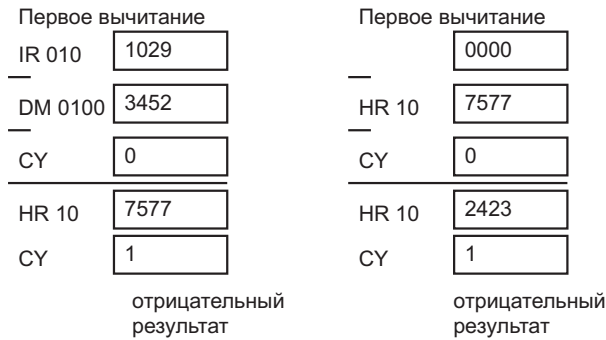 Первое вычитание
IR 010 1029
DM 0100 3452
CY 0
HR 10 7577
CY 1
отрицательный
результат
Первое вычитание
0000
HR 10 7577
CY 0
HR 10 2423
CY 1
отрицательный
результат